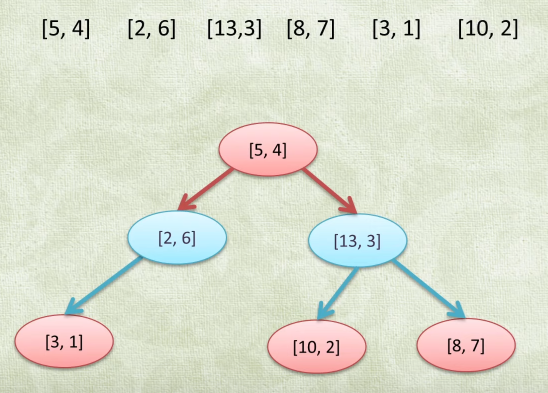 [5, 4] [2, 6] [13,3] [8, 7] [3, 1] [10, 2]
[5, 4]
[2, 6] [13, 3]
[3, 1] [10, 2] [8, 7]